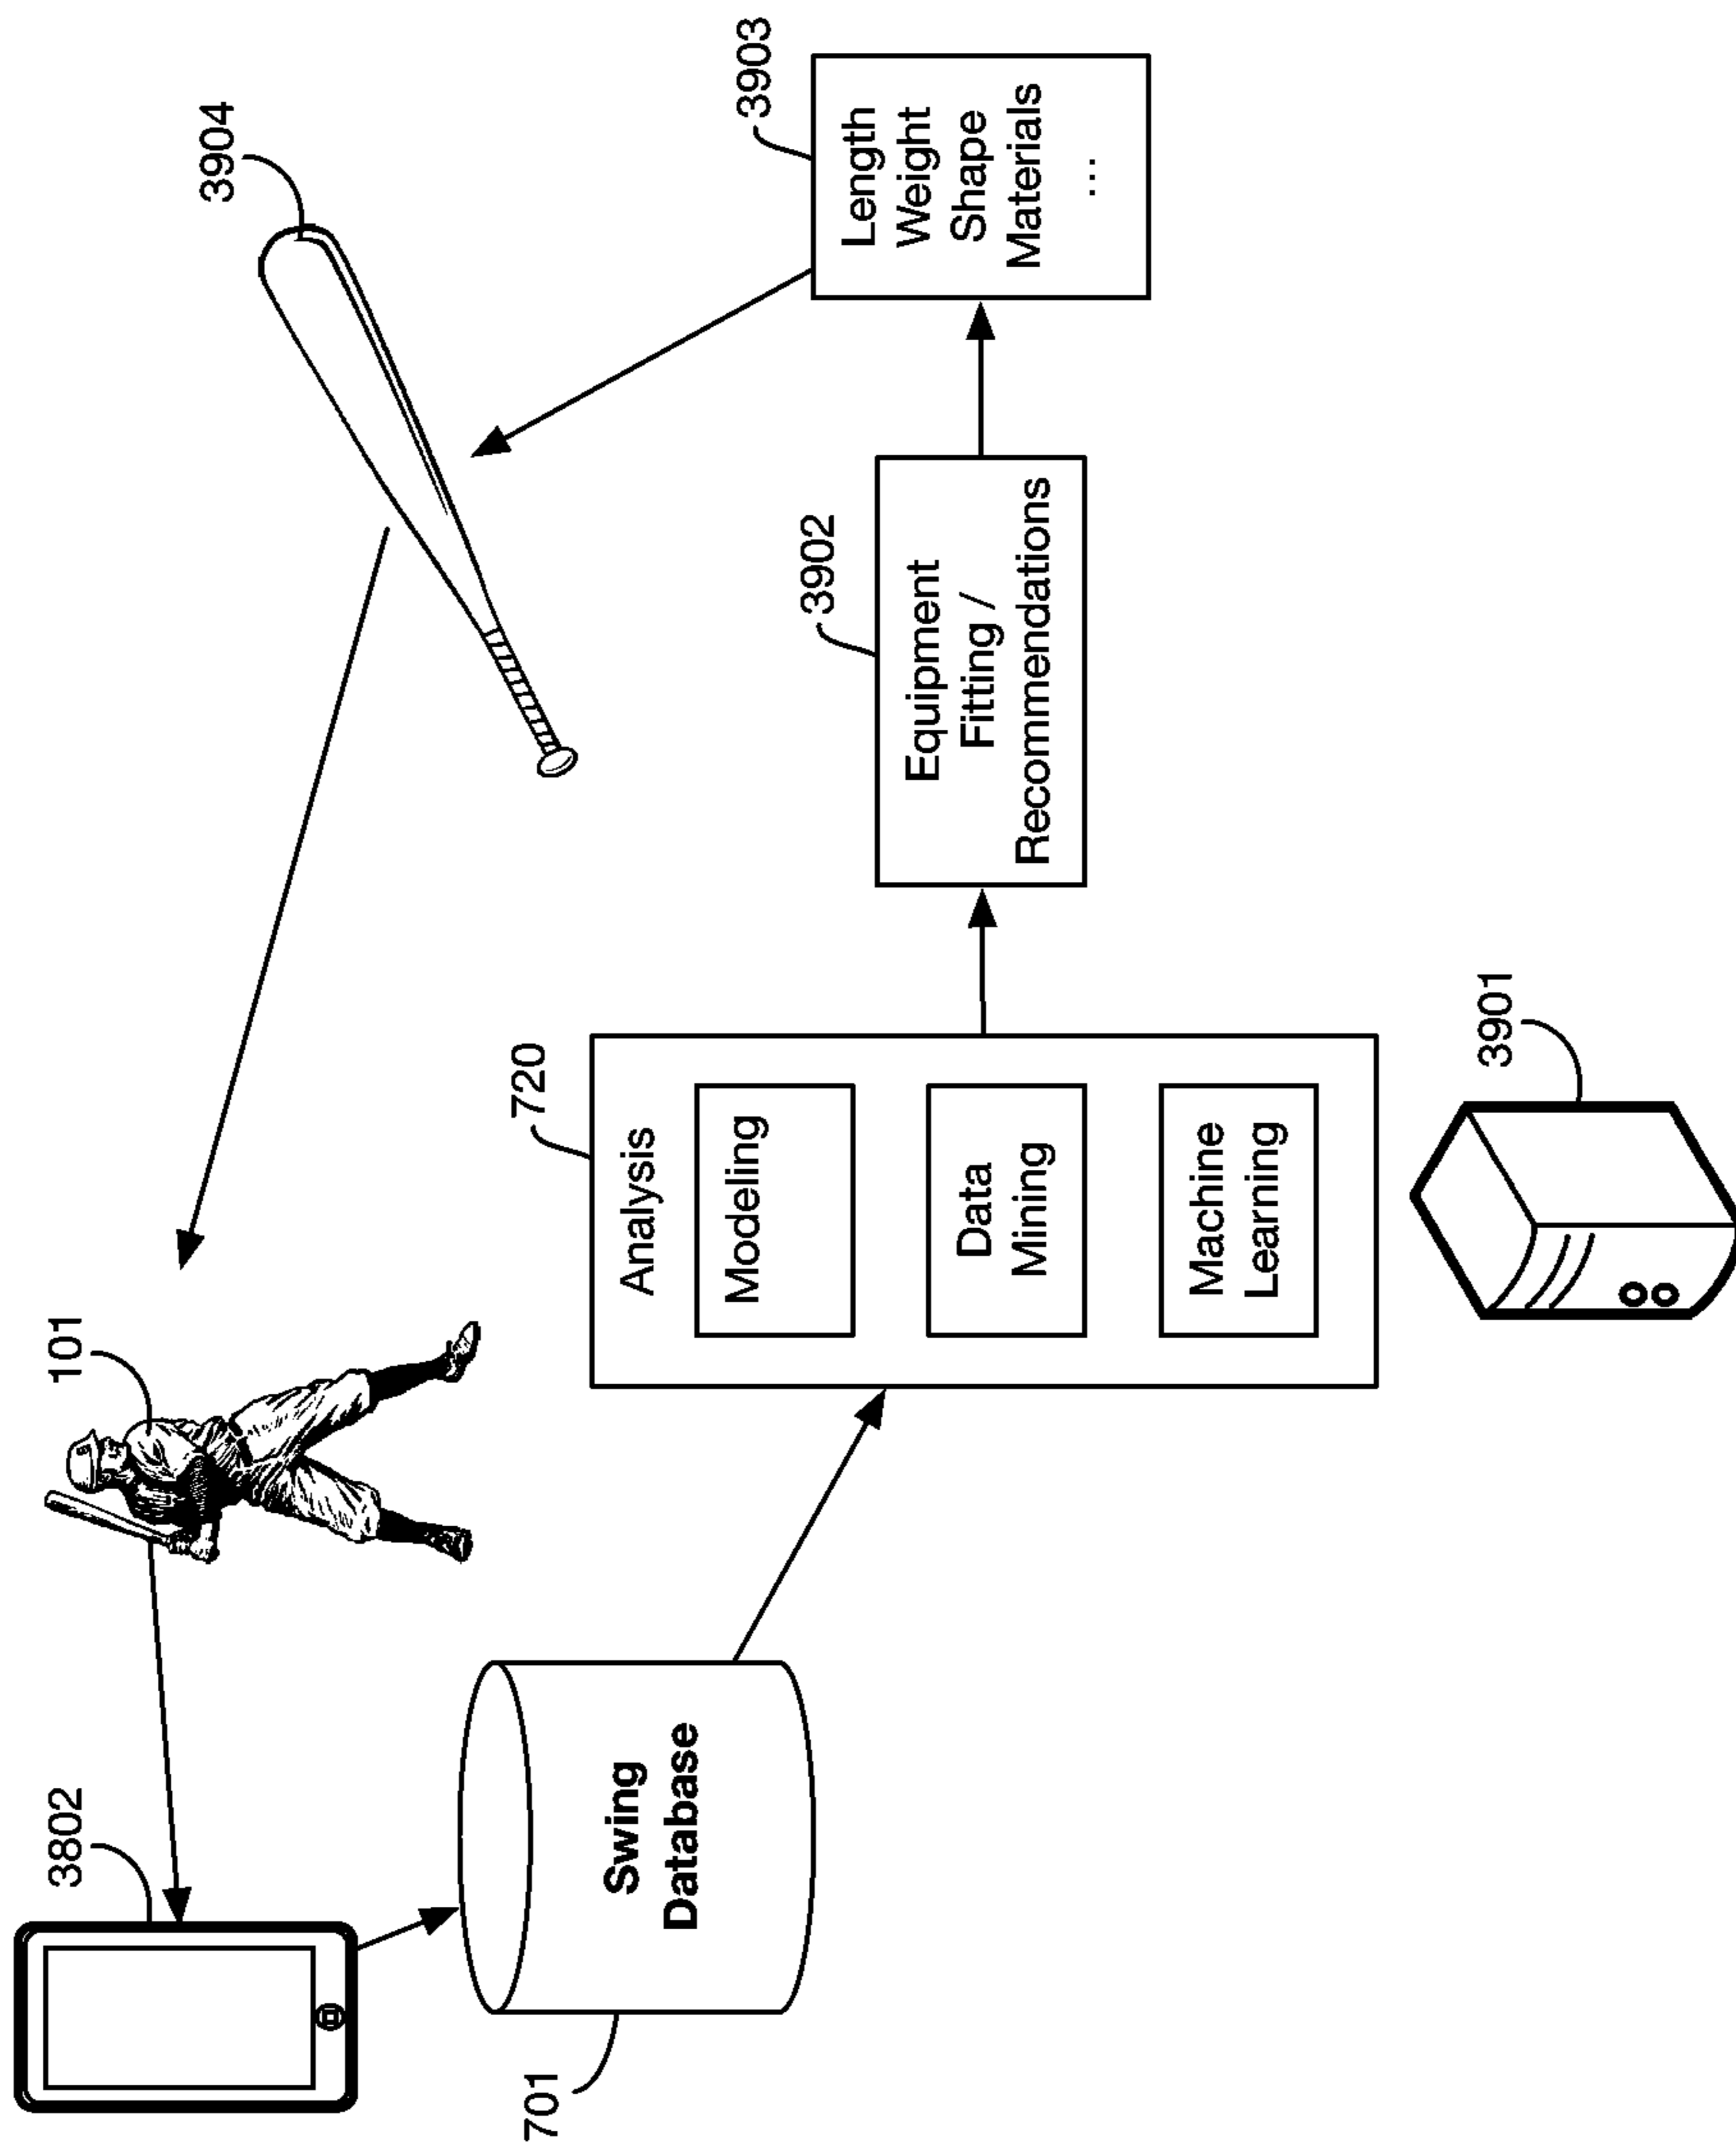 3802
101
3904
701
Swing
Database
720
Analysis
Modeling
Data
Mining
Machine
Learning
3901
3902
Equipment
Fitting /
Recommendations
3903
Length
Weight
Shape
Materials
...